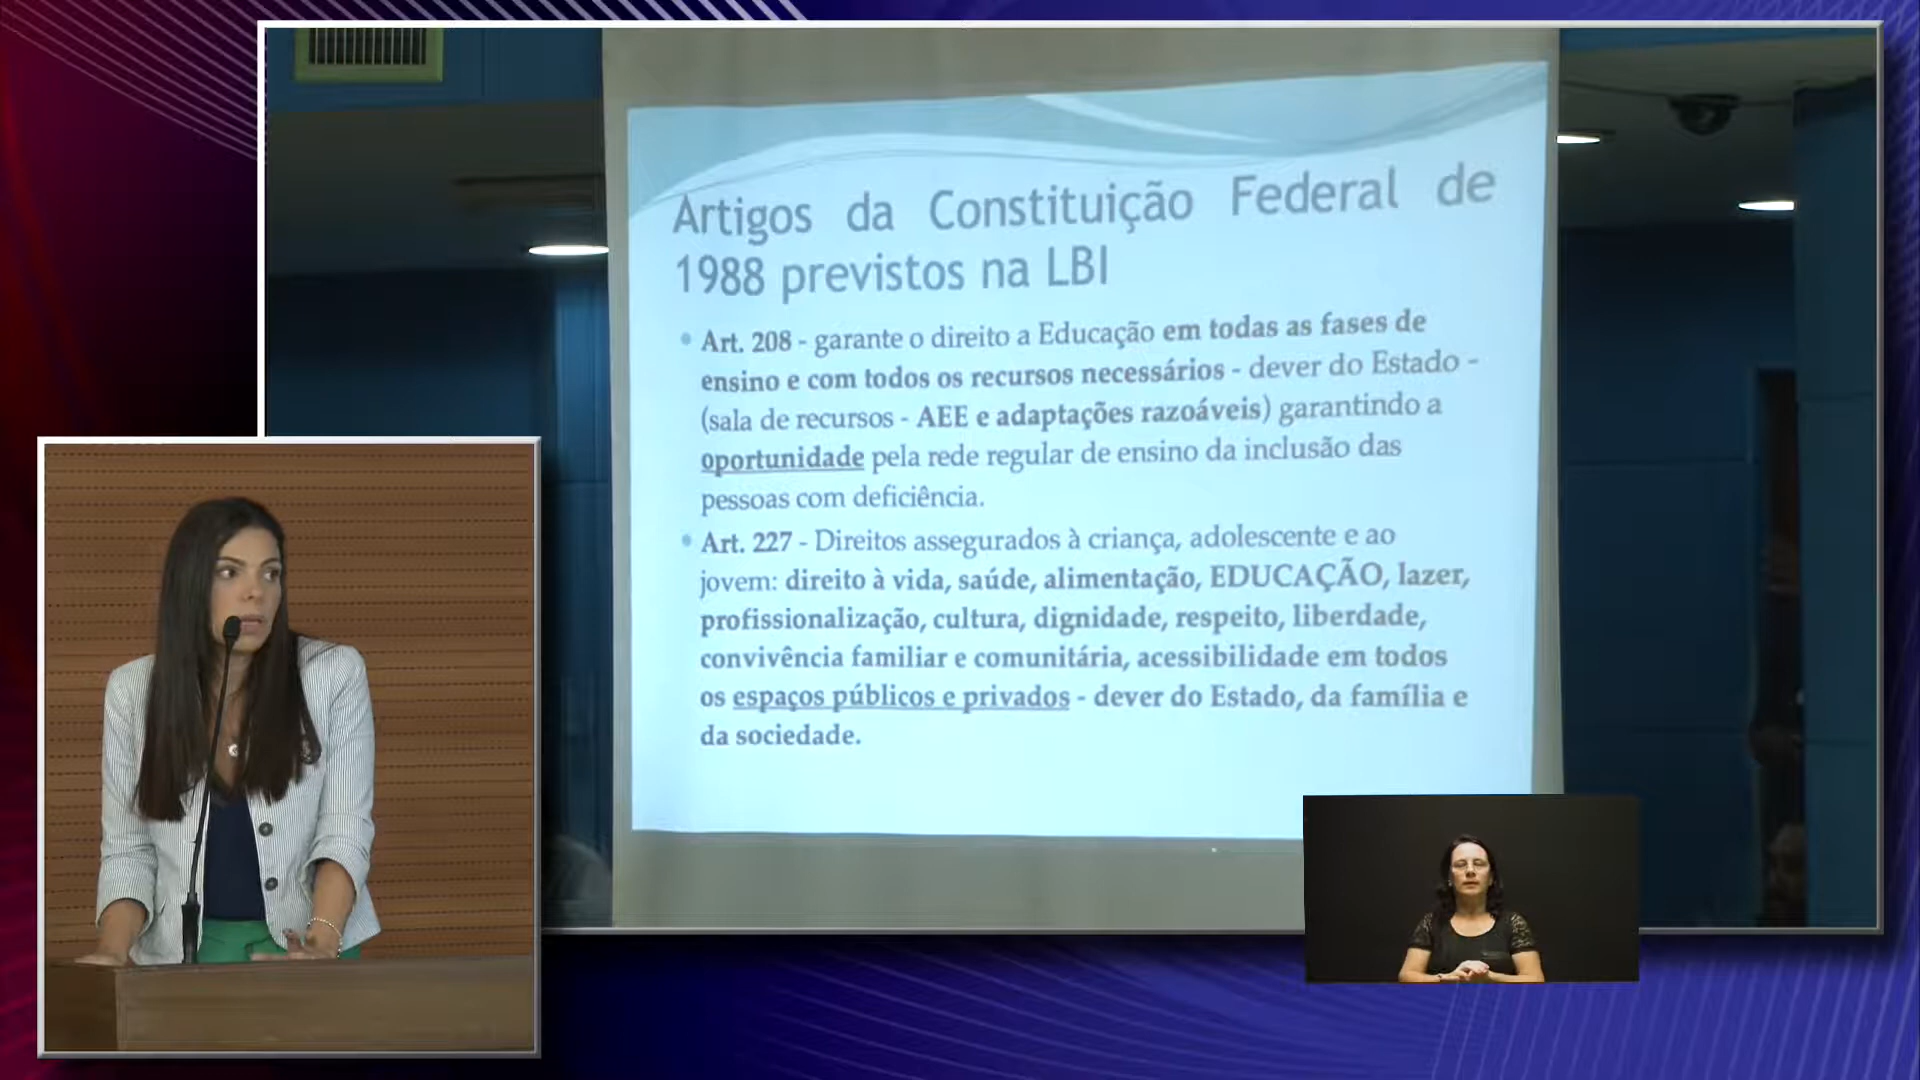 Artigos da Constituição Federal de
1988 previstos na LBI
• Art. 208 - garante o direito a Educação em todas as fases de
ensino e com todos os recursos necessários - dever do Estado -
(sala de recursos - AEE e adaptações razoáveis) garantindo a
oportunidade pela rede regular de ensino da inclusão das
pessoas com deficiência.
• Art. 227 - Direitos assegurados à criança, adolescente e ao
jovem: direito à vida, saúde, alimentação, EDUCAÇÃO, lazer,
profissionalização, cultura, dignidade, respeito, liberdade,
convivência familiar e comunitária, acessibilidade em todos
os espaços públicos e privados - dever do Estado, da família e
da sociedade.